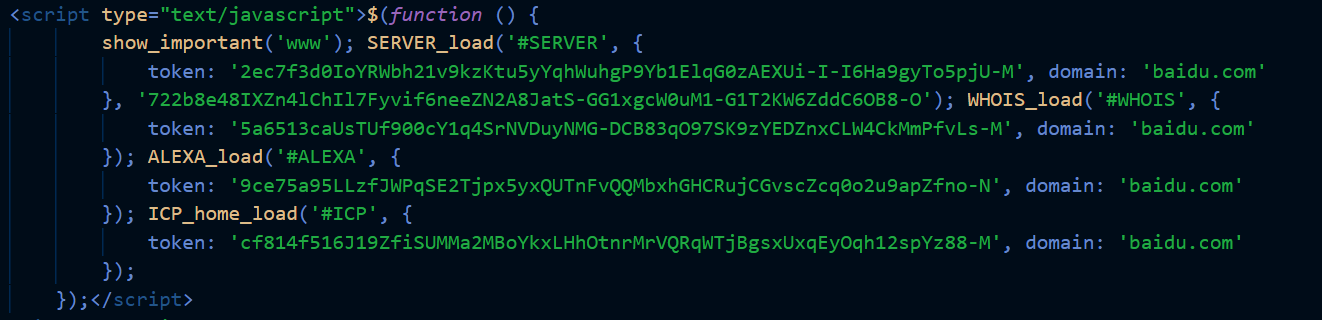 <script type="text/javascript">$(function () {
show_important('www'); SERVER_load('#SERVER', {
token: '2ec7f3d0IoYRWbh21v9kzKtu5yYqhWuhgP9Yb1ElqG0zAEXUi-I-I6Ha9gyTo5pjU-M', domain: 'baidu.com'
}, '722b8e48IXZn4lChIl7Fyvif6neeZN2A8JatS-GG1xgcW0uM1-G1T2KW6ZddC6OB8-O'); WHOIS_load('#WHOIS', {
token: '5a6513caUsTUf900cY1q4SrNVDuyNMG-DCB83qO97SK9zYEDZnxCLW4CkMmPfvLs-M', domain: 'baidu.com'
}); ALEXA_load('#ALEXA', {
token: '9ce75a95LLzfJWPqSE2Tjpx5yxQUTnFvQQMbxhGHCRujCGvscZcq0o2u9apZfno-N', domain: 'baidu.com'
}); ICP_home_load('#ICP', {
token: 'cf814f516J19ZfiSUMMa2MBoYkxLHhOtnrMrVQRqWTjBgsxUxqEyOqh12spYz88-M', domain: 'baidu.com'
});
});</script>